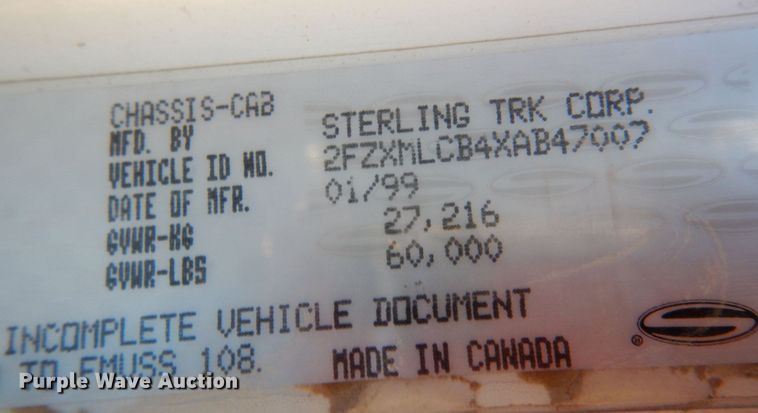 CHASSIS-CAB
MFD. BY STERLING TRK CORP.
VEHICLE ID NO. 2FZXMLCB4XAB47007
DATE OF MFR. 01/99
GVWR-KG 27,216
GVWR-LBS 60,000
INCOMPLETE VEHICLE DOCUMENT
TO FMVSS 108. MADE IN CANADA
®
Purple Wave Auction